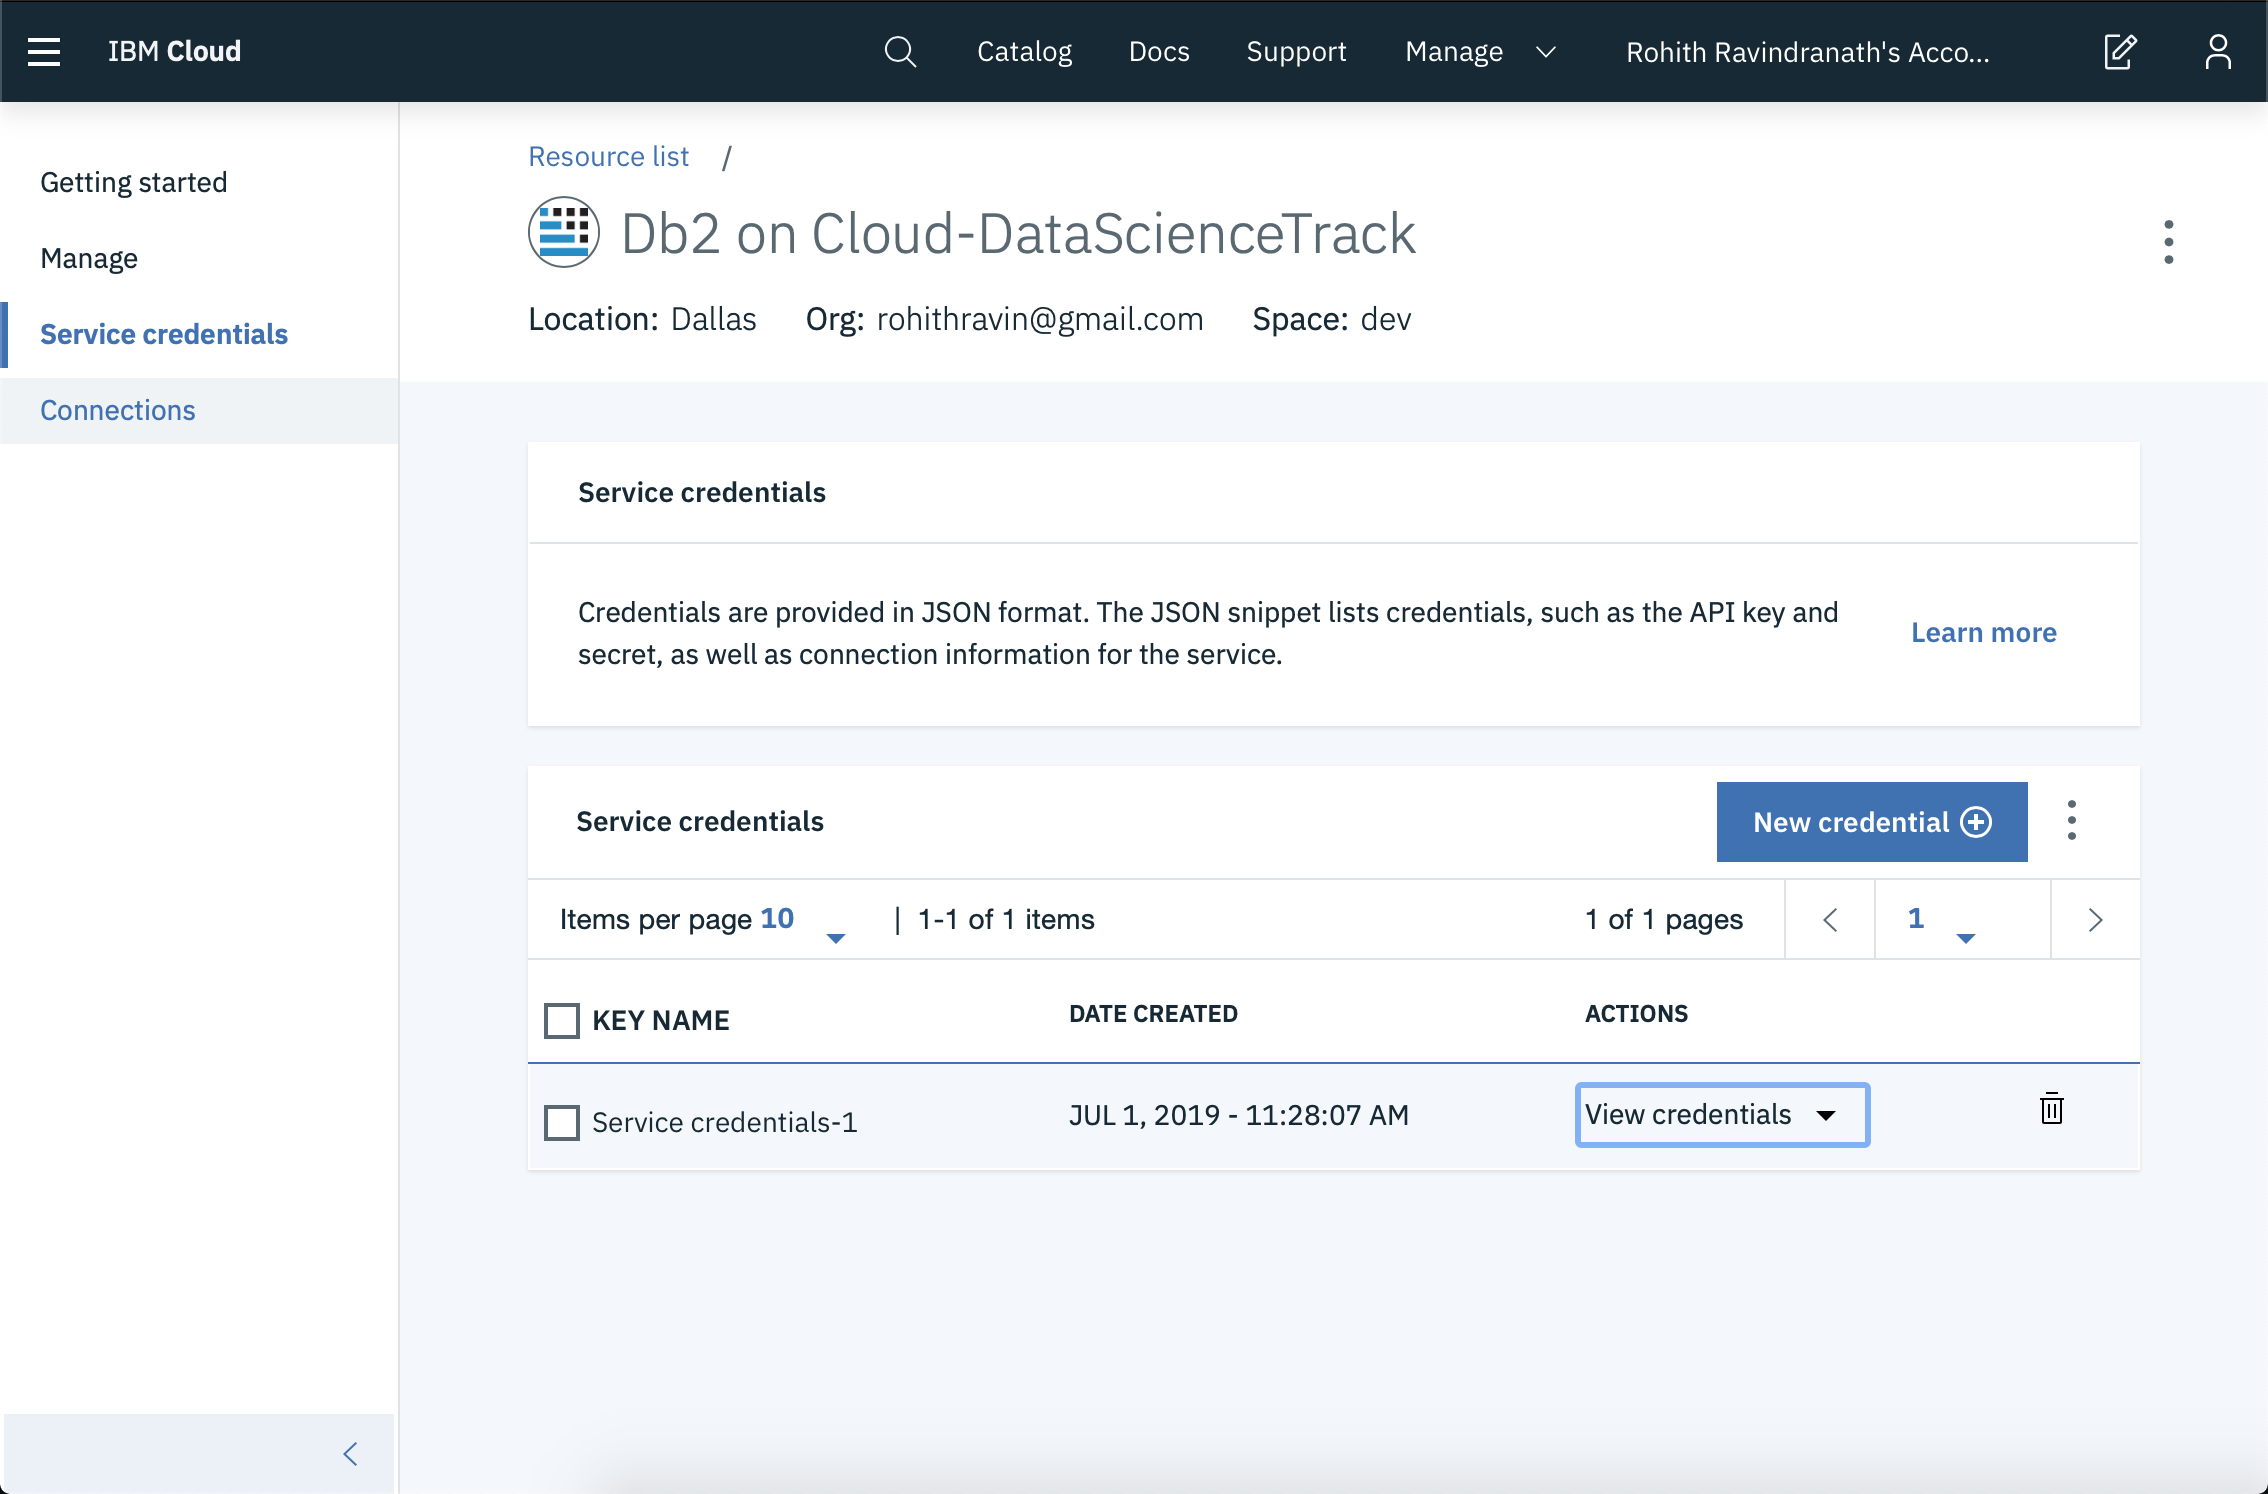 IBM Cloud
Catalog
Docs
Support
Manage
Rohith Ravindranath's Acco...
Getting started
Manage
Service credentials
Connections
Resource list /
Db2 on Cloud-DataScienceTrack
Location: Dallas Org: rohithravin@gmail.com Space: dev
Service credentials
Credentials are provided in JSON format. The JSON snippet lists credentials, such as the API key and
secret, as well as connection information for the service.
Learn more
Service credentials
New credential
Items per page 10 | 1-1 of 1 items
1 of 1 pages
1
KEY NAME DATE CREATED ACTIONS
Service credentials-1 JUL 1, 2019 - 11:28:07 AM View credentials